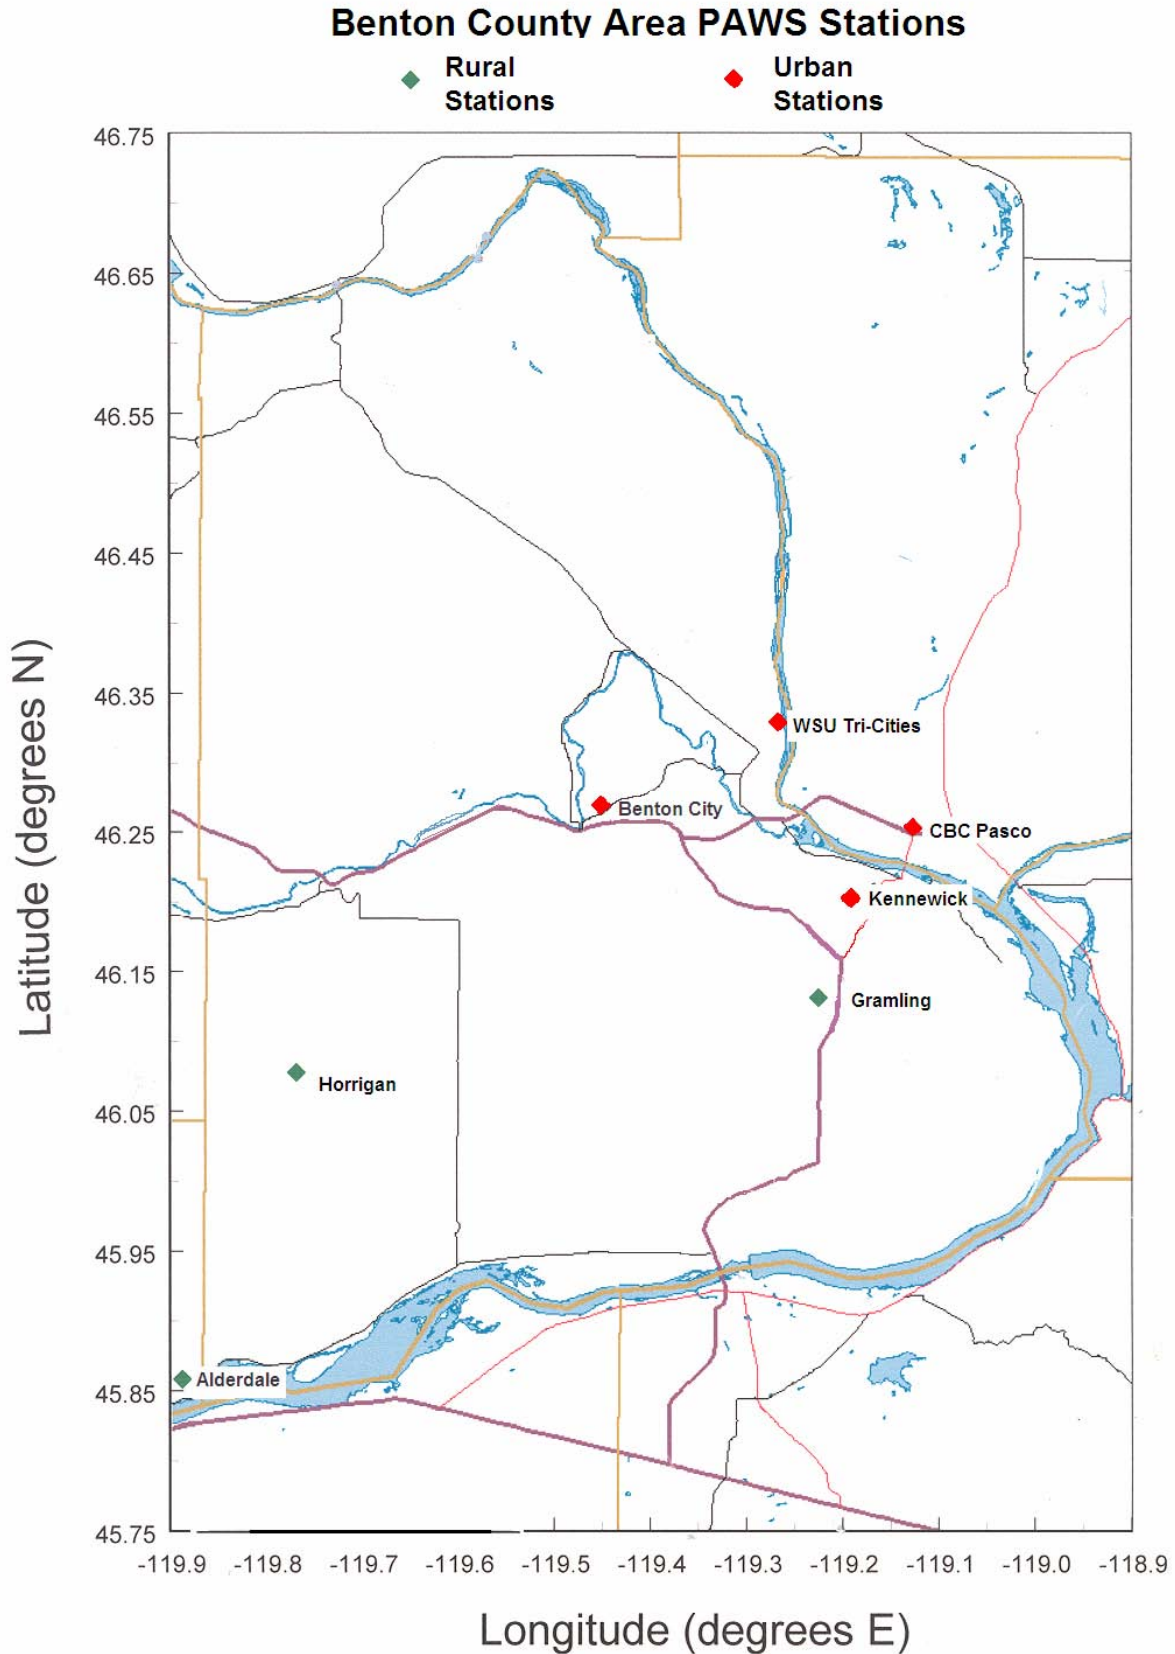 Benton County Area PAWS Stations
Rural
Stations
Urban
Stations
46.75
46.65
46.55
46.45
46.35
46.25
46.15
46.05
45.95
45.85
45.75
Latitude (degrees N)
WSU Tri-Cities
Benton City
CBC Pasco
Kennewick
Gramling
Horrigan
Alderdale
-119.9 -119.8 -119.7 -119.6 -119.5 -119.4 -119.3 -119.2 -119.1 -119.0 -118.9
Longitude (degrees E)